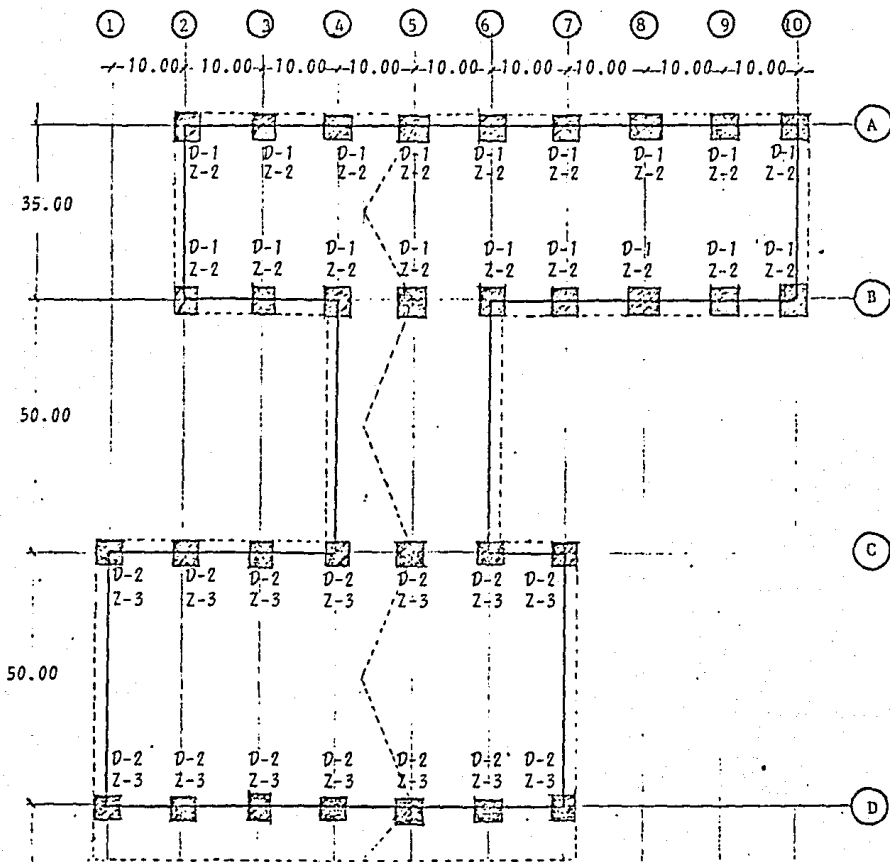 1 2 3 4 5 6 7 8 9 10
10.00 10.00 10.00 10.00 10.00 10.00 10.00 10.00 10.00
A
D-1 D-1 D-1 D-1 D-1 D-1 D-1 D-1 D-1
Z-2 Z-2 Z-2 Z-2 Z-2 Z-2 Z-2 Z-2 Z-2
35.00
D-1 D-1 D-1 D-1 D-1 D-1 D-1 D-1 D-1
Z-2 Z-2 Z-2 Z-2 Z-2 Z-2 Z-2 Z-2 Z-2
B
50.00
C
D-2 D-2 D-2 D-2 D-2 D-2 D-2
Z-3 Z-3 Z-3 Z-3 Z-3 Z-3 Z-3
50.00
D-2 D-2 D-2 D-2 D-2 D-2 D-2
Z-3 Z-3 Z-3 Z-3 Z-3 Z-3 Z-3
D